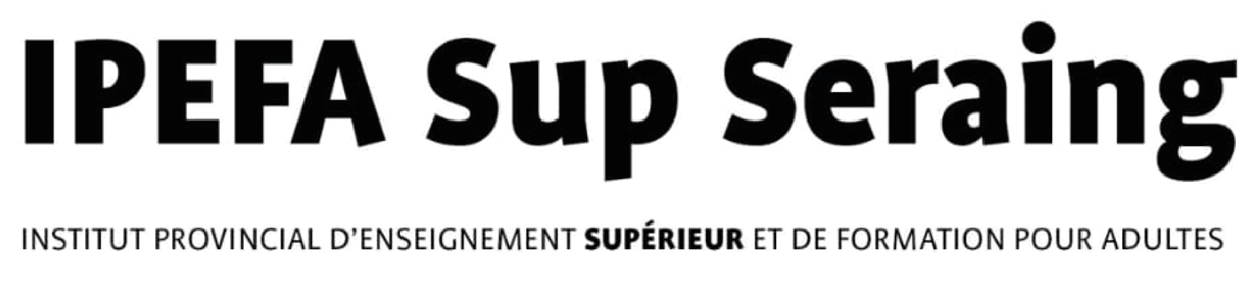 IPEFA Sup Seraing
INSTITUT PROVINCIAL D’ENSEIGNEMENT SUPÉRIEUR ET DE FORMATION POUR ADULTES